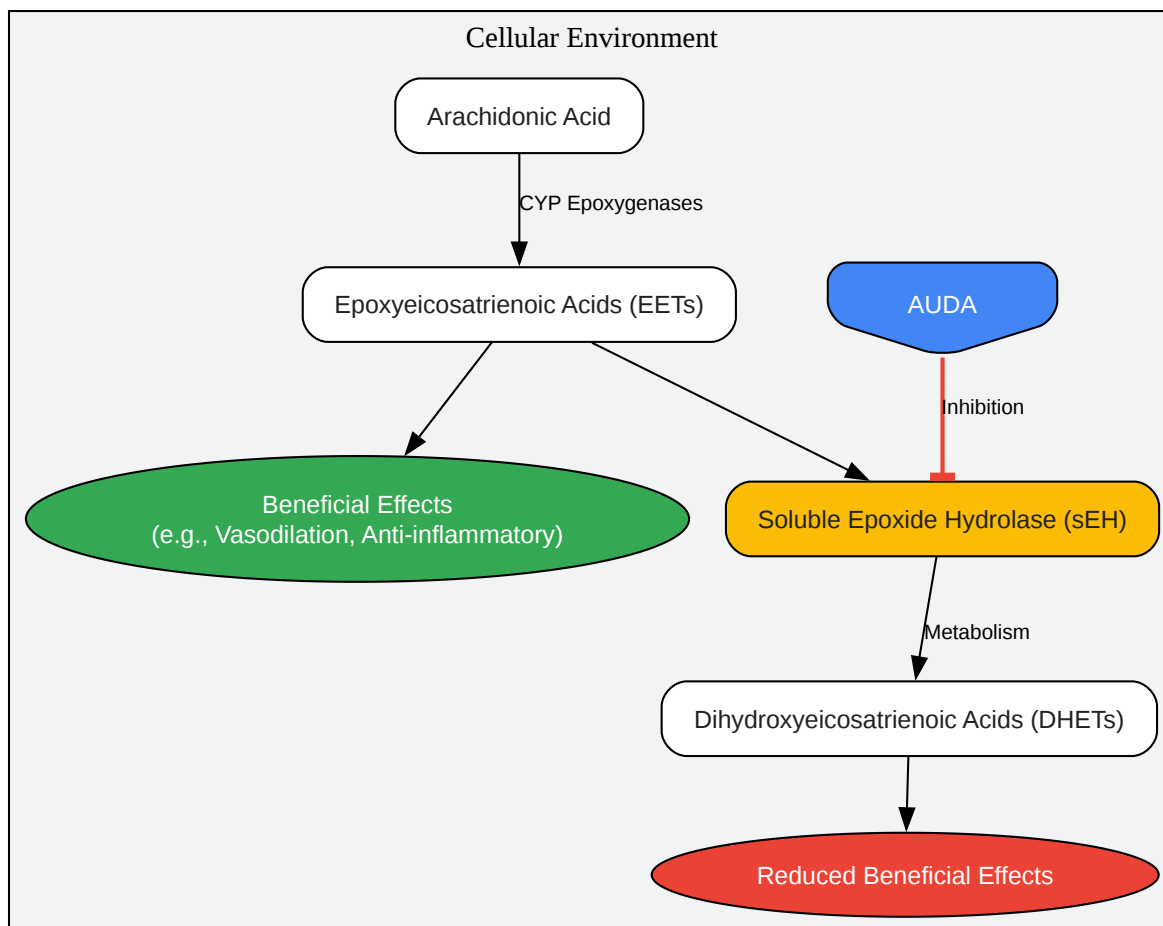 Cellular Environment
Arachidonic Acid
CYP Epoxygenases
Epoxyeicosatrienoic Acids (EETs)
AUDA
Inhibition
Beneficial Effects
(e.g., Vasodilation, Anti-inflammatory)
Soluble Epoxide Hydrolase (sEH)
Metabolism
Dihydroxyeicosatrienoic Acids (DHETs)
Reduced Beneficial Effects